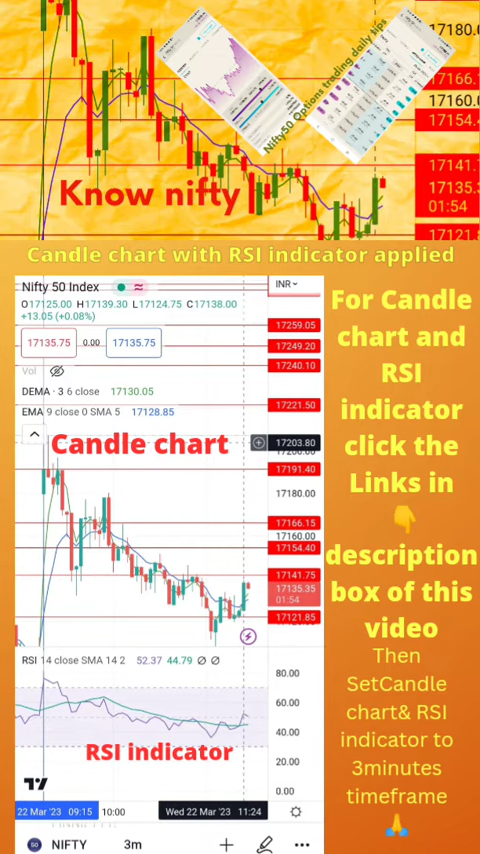 17180.0
17166.1
17160.0
17154.4
Nifty50 Options trading daily tips
17141.7
17135.3
01:54
Know nifty
17121.8
Candle chart with RSI indicator applied
Nifty 50 Index
INR
O17125.00 H17139.30 L17124.75 C17138.00
+13.05 (+0.08%)
17135.75 0.00 17135.75
Vol
DEMA · 3 6 close 17130.05
EMA 9 close 0 SMA 5 17128.85
Candle chart
17259.05
17249.20
17240.10
17221.50
17203.80
17200.00
17191.40
17180.00
17166.15
17160.00
17154.40
17141.75
17135.35
01:54
17121.85
RSI 14 close SMA 14 2 52.37 44.79 Ø Ø
80.00
60.00
40.00
20.00
0.00
RSI indicator
22 Mar '23 09:15 10:00 Wed 22 Mar '23 11:24
50 NIFTY 3m
For Candle
chart and
RSI
indicator
click the
Links in
👇
description
box of this
video
Then
SetCandle
chart& RSI
indicator to
3minutes
timeframe
🙏